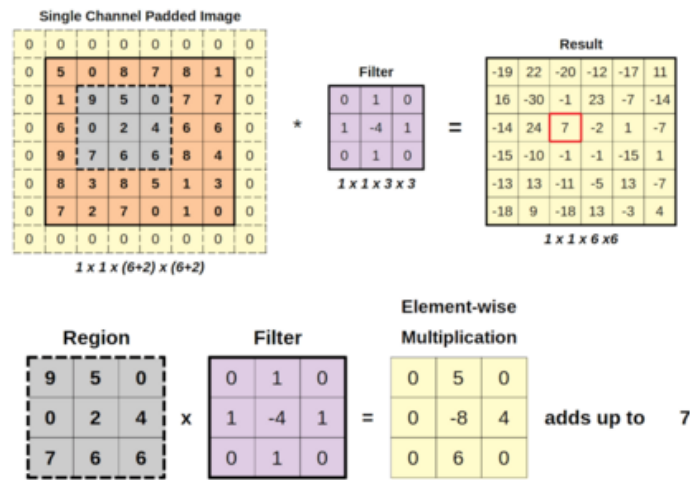 Single Channel Padded Image
0 0 0 0 0 0 0 0
0 5 0 8 7 8 1 0
0 1 9 5 0 7 7 0
0 6 0 2 4 6 6 0
0 9 7 6 6 8 4 0
0 8 3 8 5 1 3 0
0 7 2 7 0 1 0 0
0 0 0 0 0 0 0 0
1 x 1 x (6+2) x (6+2)
*
Filter
0 1 0
1 -4 1
0 1 0
1 x 1 x 3 x 3
=
Result
-19 22 -20 -12 -17 11
16 -30 -1 23 -7 -14
-14 24 7 -2 1 -7
-15 -10 -1 -1 -15 1
-13 13 -11 -5 13 -7
-18 9 -18 13 -3 4
1 x 1 x 6 x6
Region
9 5 0
0 2 4
7 6 6
x
Filter
0 1 0
1 -4 1
0 1 0
=
Element-wise
Multiplication
0 5 0
0 -8 4
0 6 0
adds up to 7